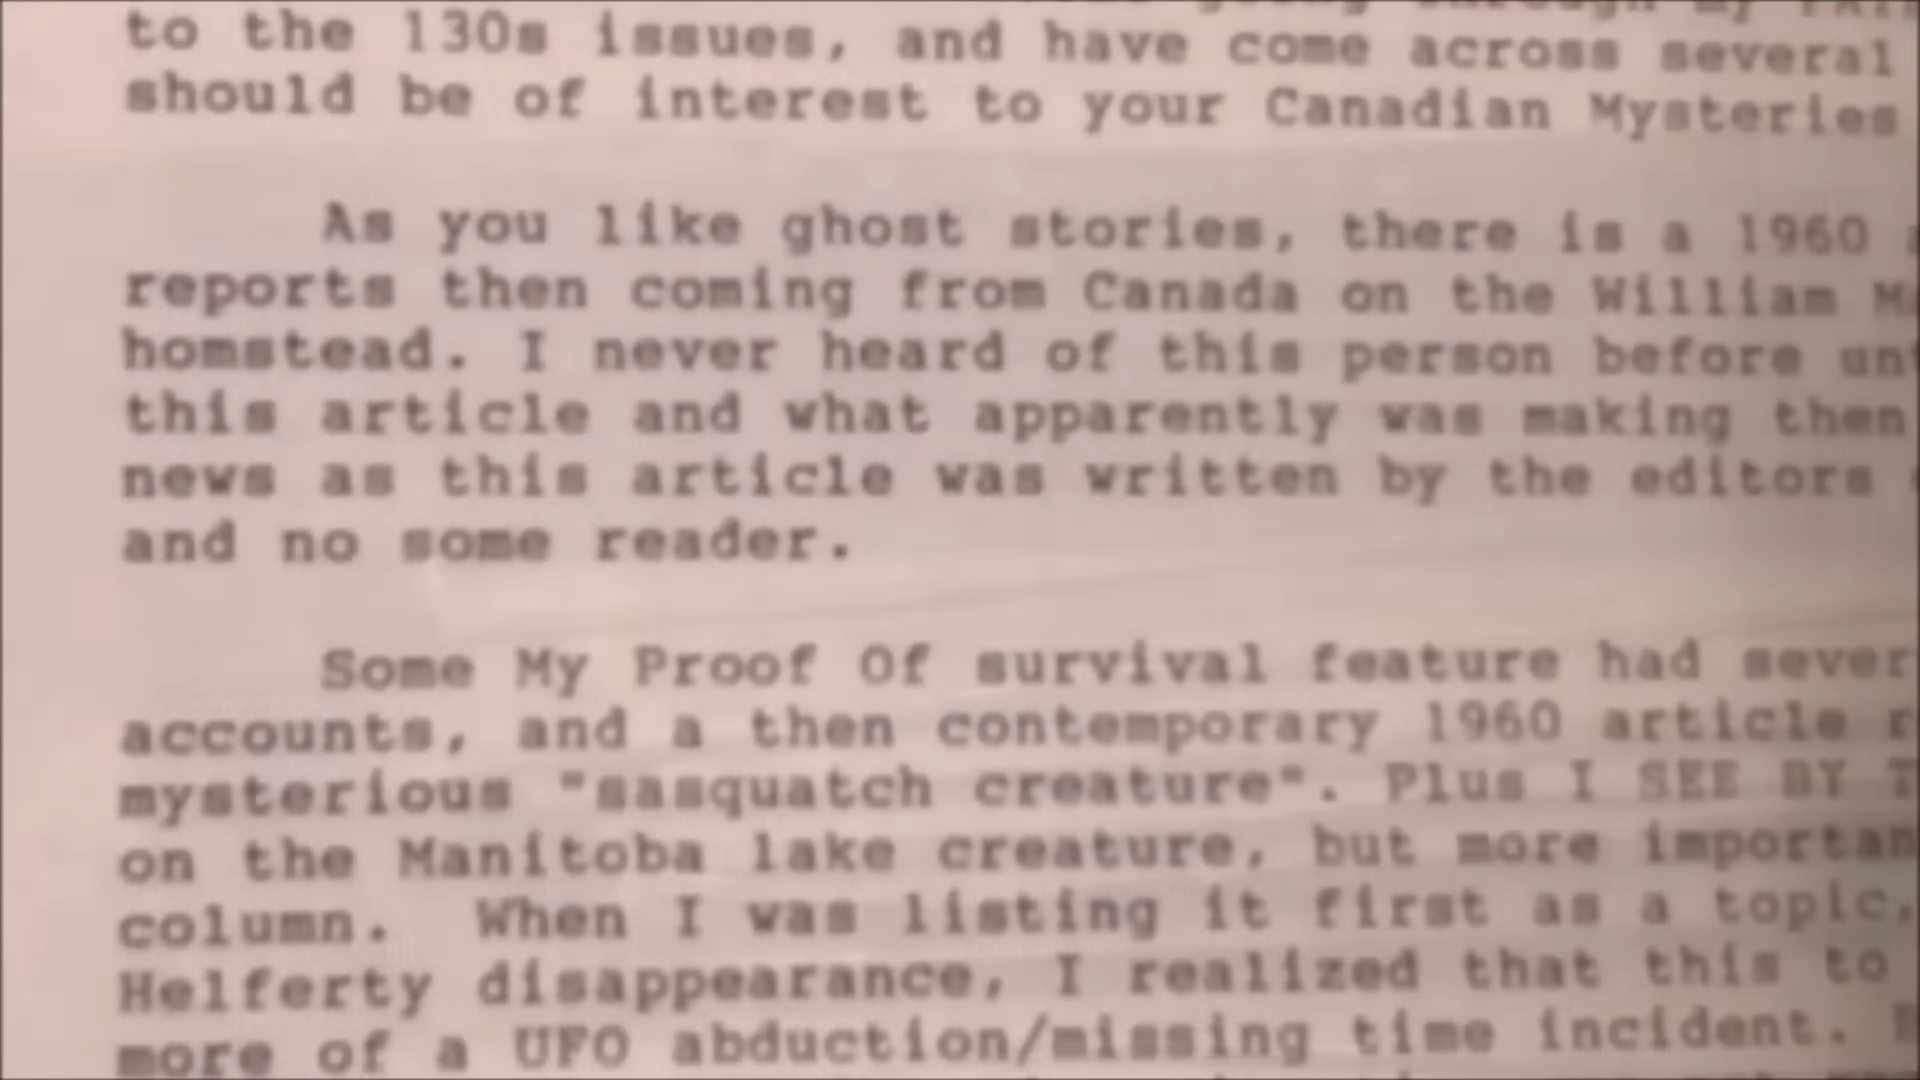 going through my
to the 130s issues, and have come across several
should be of interest to your Canadian Mysteries
As you like ghost stories, there is a 1960
reports then coming from Canada on the William
homstead. I never heard of this person before
this article and what apparently was making then
news as this article was written by the editors
and no some reader.
Some My Proof Of survival feature had
accounts, and a then contemporary 1960 article
mysterious "sasquatch creature". Plus I SEE BY
on the Manitoba lake creature, but more
column. When I was listing it first as a topic,
Helferty disappearance, I realized that this to
more of a UFO abduction/missing time incident.